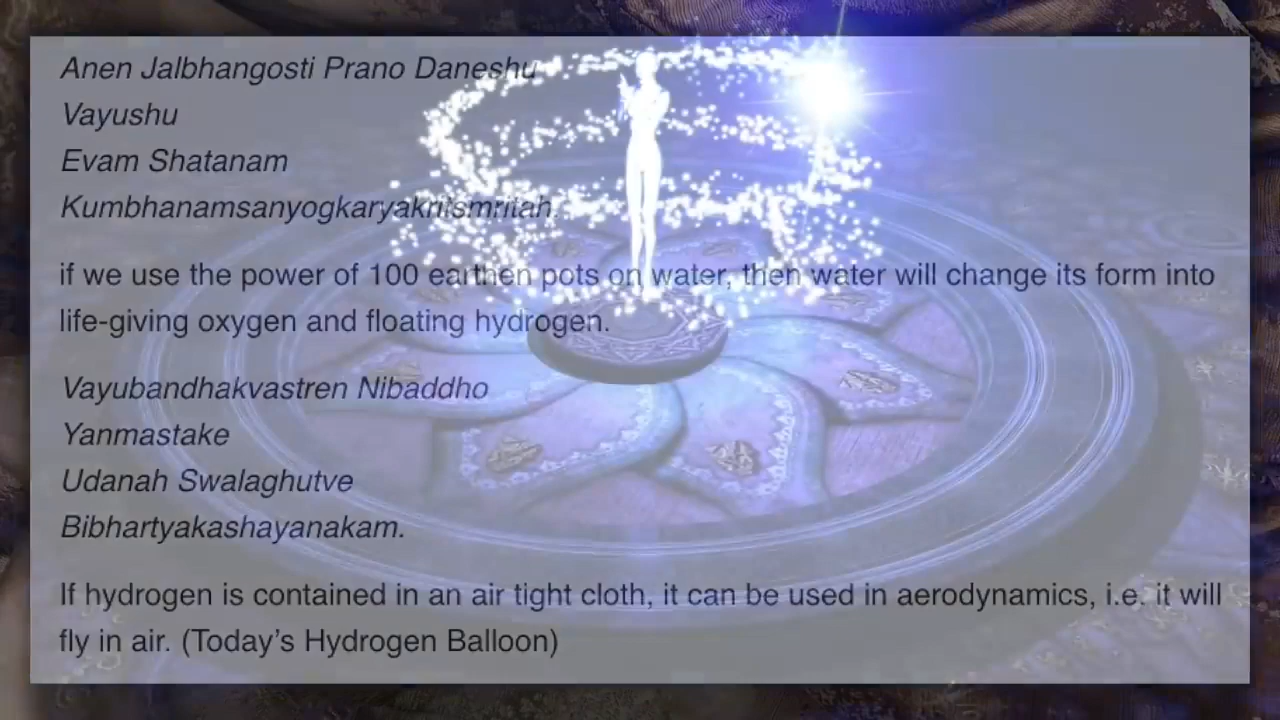 Anen Jalbhangosti Prano Daneshu
Vayushu
Evam Shatanam
Kumbhanamsanyogkaryakritsmritah.
if we use the power of 100 earthen pots on water, then water will change its form into
life-giving oxygen and floating hydrogen.
Vayubandhakvastren Nibaddho
Yanmastake
Udanah Swalaghutve
Bibhartyakashayanakam.
If hydrogen is contained in an air tight cloth, it can be used in aerodynamics, i.e. it will
fly in air. (Today’s Hydrogen Balloon)